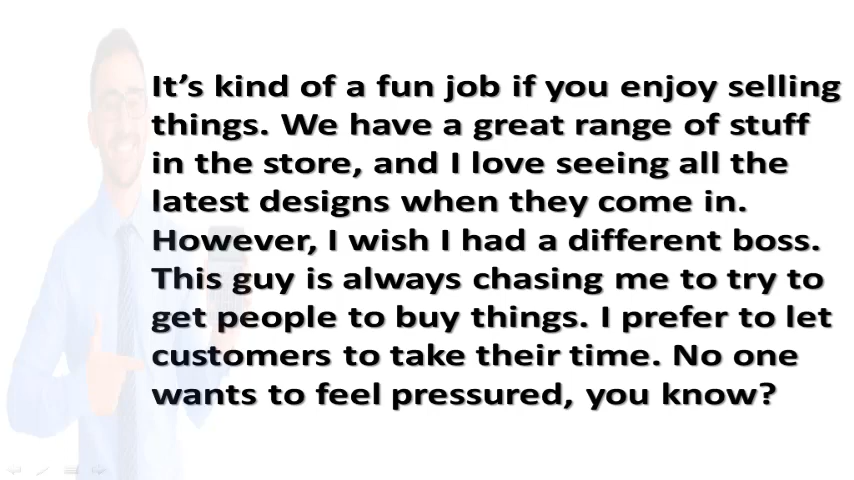 It’s kind of a fun job if you enjoy selling
things. We have a great range of stuff
in the store, and I love seeing all the
latest designs when they come in.
However, I wish I had a different boss.
This guy is always chasing me to try to
get people to buy things. I prefer to let
customers to take their time. No one
wants to feel pressured, you know?